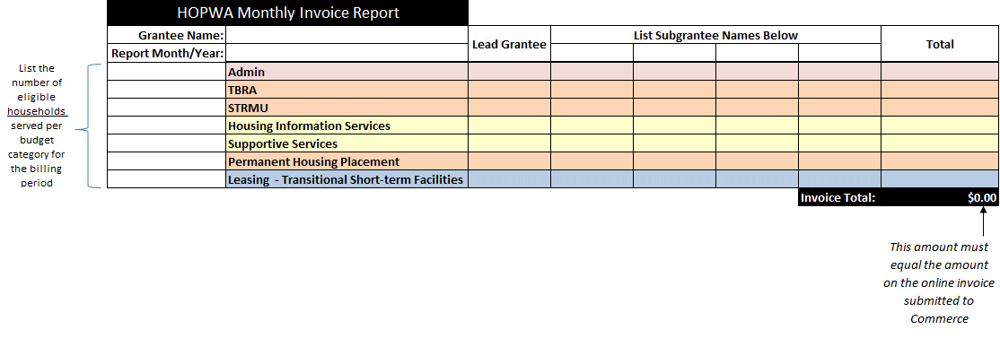 HOPWA Monthly Invoice Report
Grantee Name:
Lead Grantee
List Subgrantee Names Below
Total
Report Month/Year:
List the
number of
eligible
households
served per
budget
category for
the billing
period
Admin
TBRA
STRMU
Housing Information Services
Supportive Services
Permanent Housing Placement
Leasing - Transitional Short-term Facilities
Invoice Total: $0.00
This amount must
equal the amount
on the online invoice
submitted to
Commerce